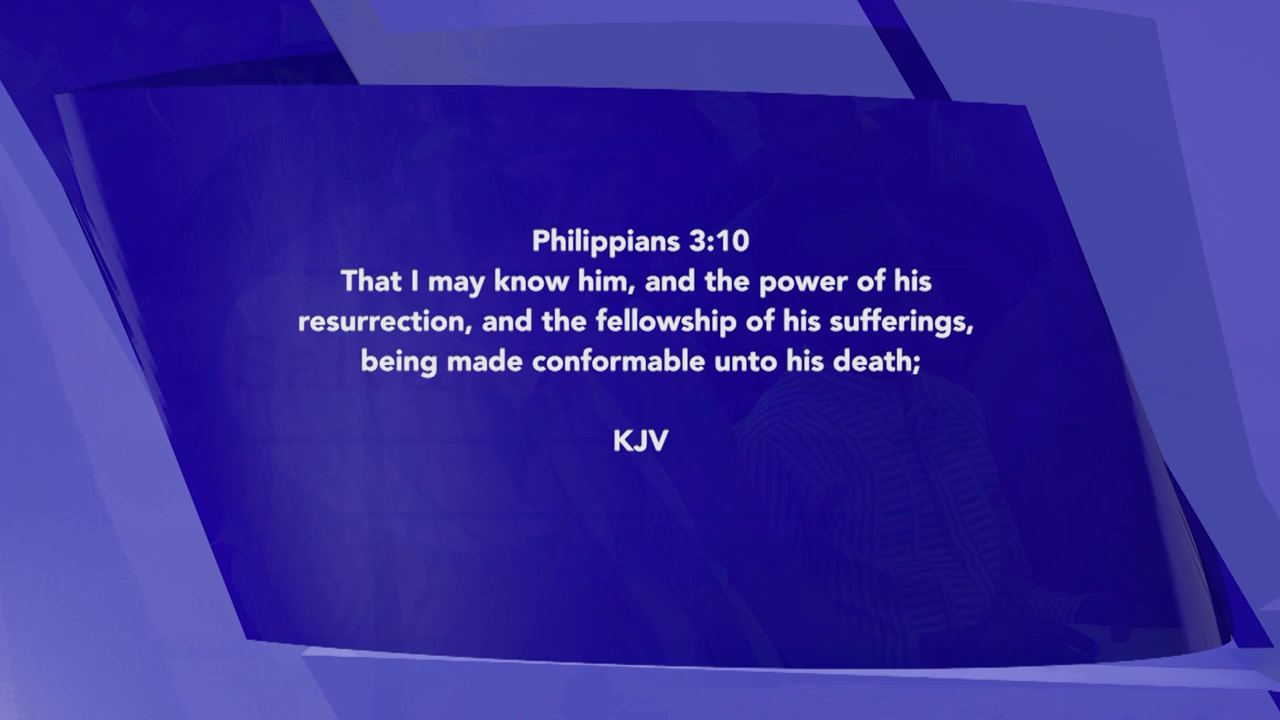 Philippians 3:10
That I may know him, and the power of his
resurrection, and the fellowship of his sufferings,
being made conformable unto his death;
KJV